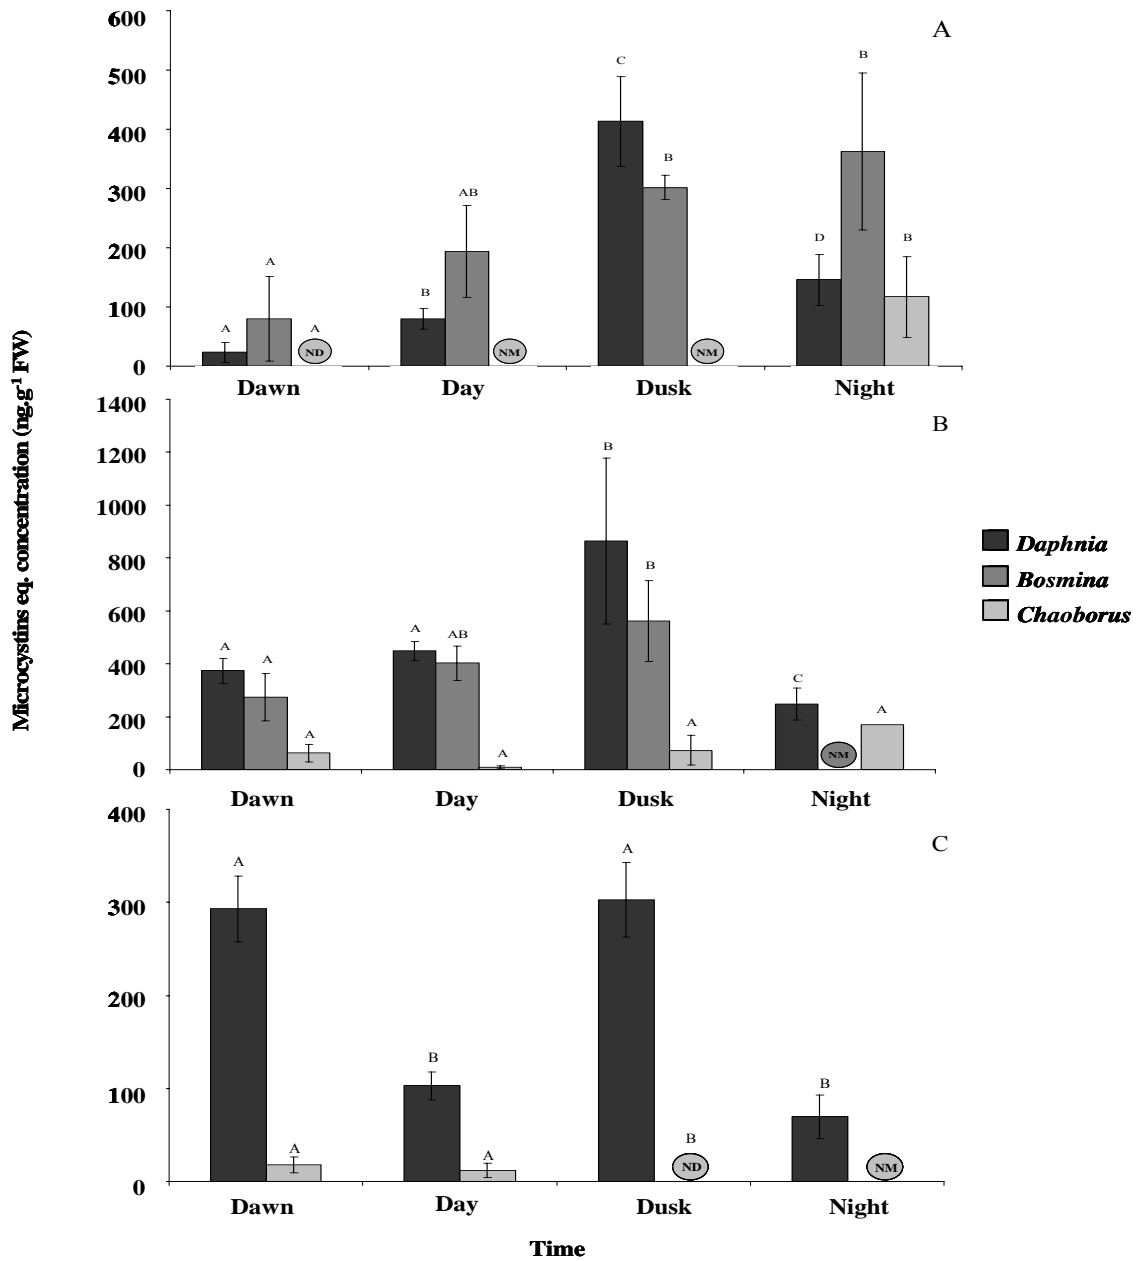 Microcystins eq. concentration (ng.g-1 FW)
A
600
500
400
300
200
100
0
A
A
A
ND
B
AB
NM
C
B
NM
D
B
B
Dawn
Day
Dusk
Night
B
1400
1200
1000
800
600
400
200
0
A
A
A
A
AB
A
B
B
A
C
NM
A
Dawn
Day
Dusk
Night
Daphnia
Bosmina
Chaoborus
C
400
300
200
100
0
A
A
B
A
A
B
ND
B
NM
Dawn
Day
Dusk
Night
Time